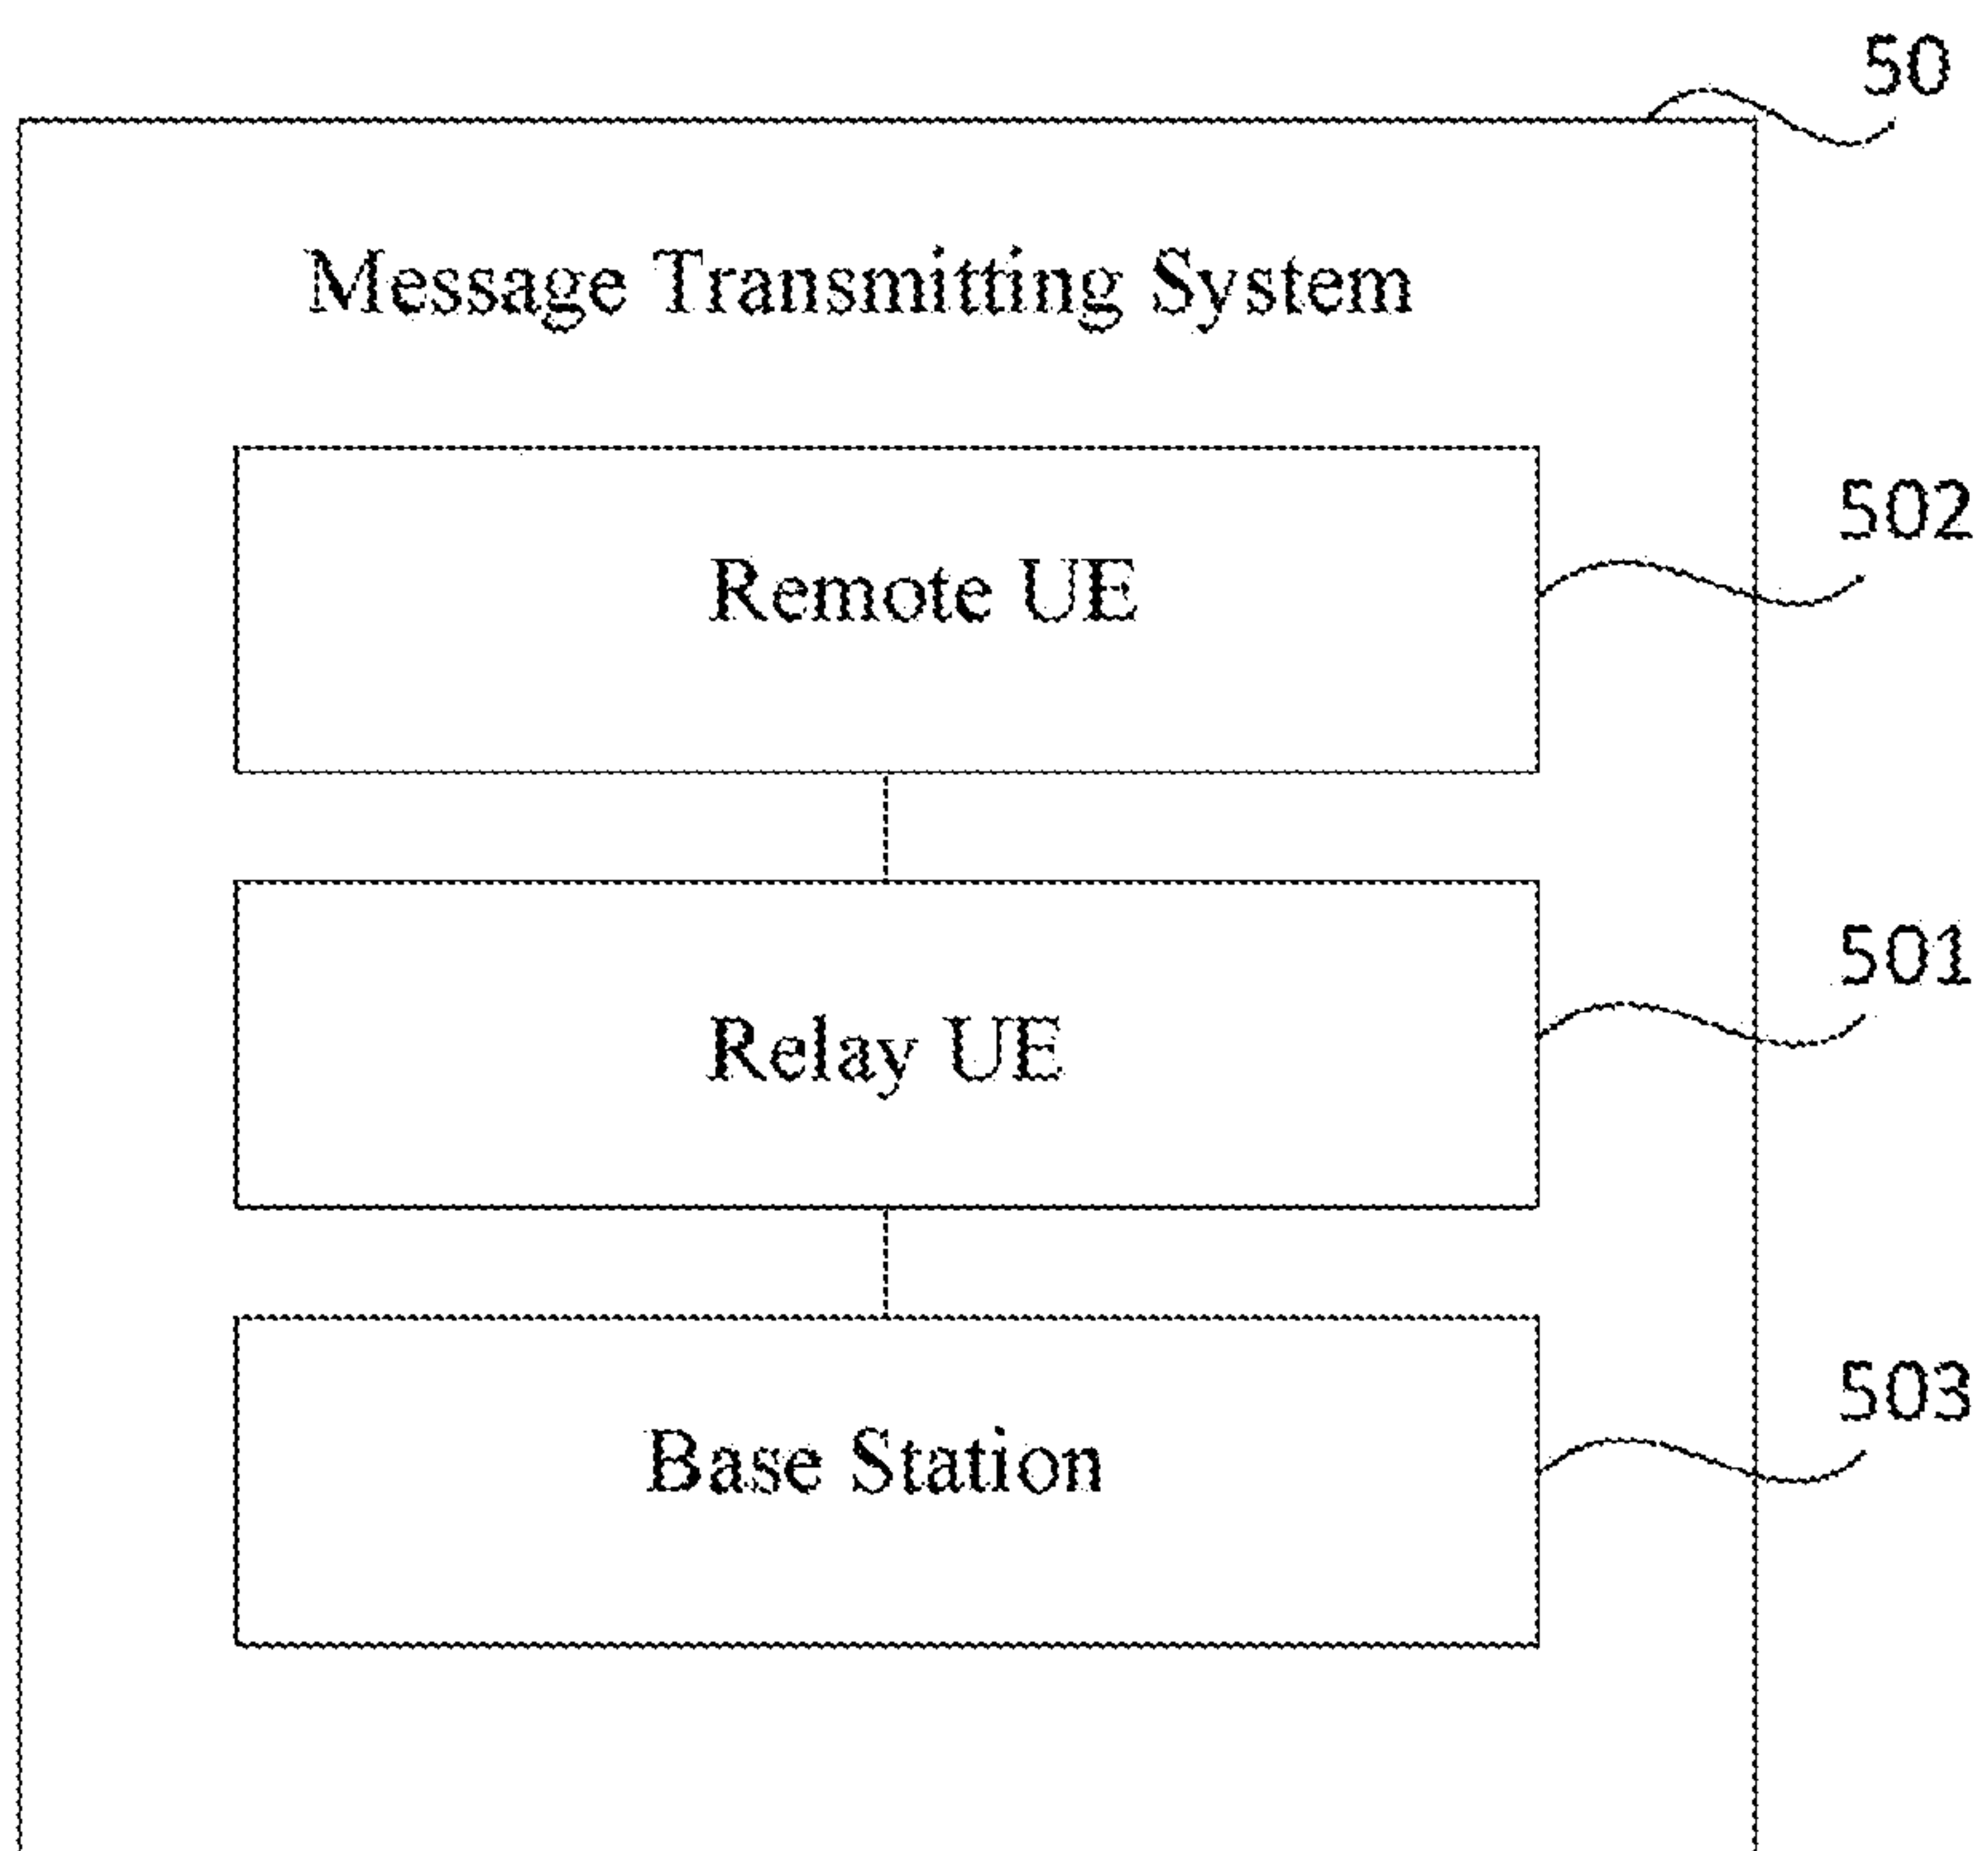 50
Message Transmitting System
502
Remote UE
501
Relay UE
503
Base Station